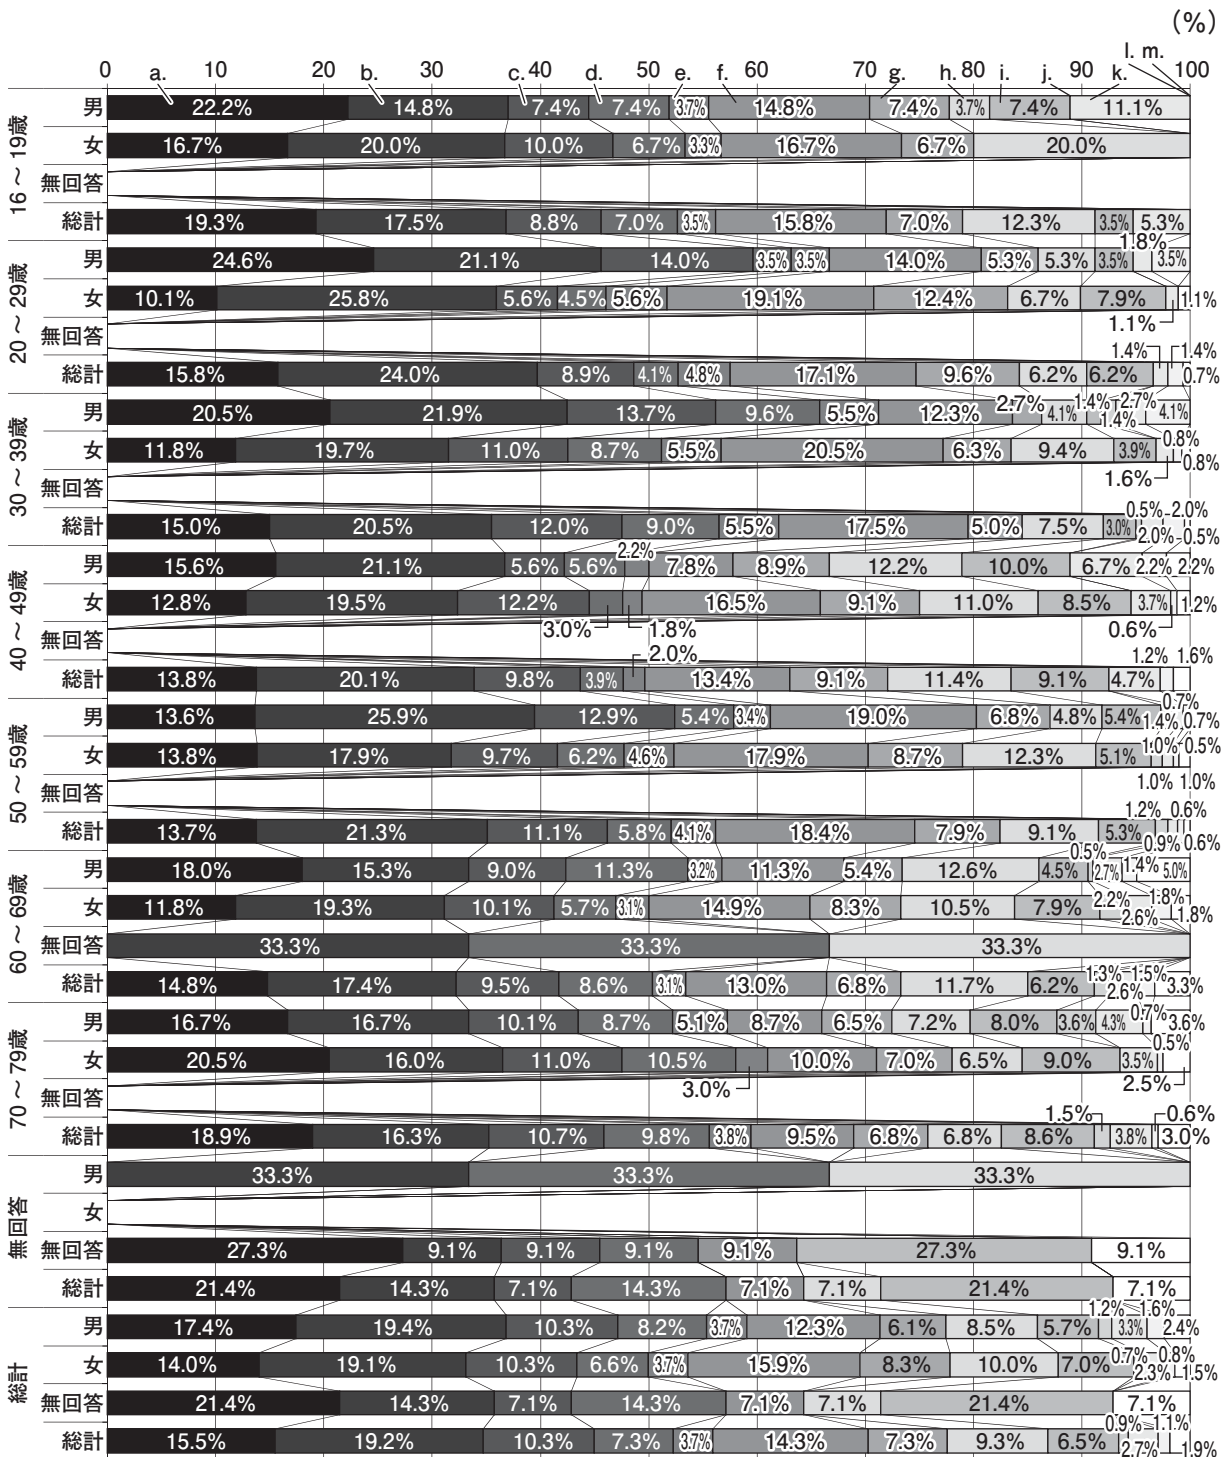 (%)
l. m.
0 10 20 30 40 50 60 70 80 90 100
a. b. c. d. e. f. g. h. i. j. k.
16～19歳
男 22.2% 14.8% 7.4% 7.4% 3.7% 14.8% 7.4% 3.7% 7.4% 11.1%
女 16.7% 20.0% 10.0% 6.7% 3.3% 16.7% 6.7% 20.0%
無回答
総計 19.3% 17.5% 8.8% 7.0% 3.5% 15.8% 7.0% 12.3% 3.5% 5.3%
20～29歳
1.8%
男 24.6% 21.1% 14.0% 3.5% 3.5% 14.0% 5.3% 5.3% 3.5% 3.5%
女 10.1% 25.8% 5.6% 4.5% 5.6% 19.1% 12.4% 6.7% 7.9% 1.1%
1.1%
無回答
1.4% 1.4%
総計 15.8% 24.0% 8.9% 4.1% 4.8% 17.1% 9.6% 6.2% 6.2% 0.7%
30～39歳
2.7% 1.4% 2.7%
男 20.5% 21.9% 13.7% 9.6% 5.5% 12.3% 4.1% 1.4% 4.1%
0.8%
女 11.8% 19.7% 11.0% 8.7% 5.5% 20.5% 6.3% 9.4% 3.9% 0.8%
1.6%
無回答
0.5% 2.0%
総計 15.0% 20.5% 12.0% 9.0% 5.5% 17.5% 5.0% 7.5% 3.0% 2.0% 0.5%
40～49歳
2.2%
男 15.6% 21.1% 5.6% 5.6% 7.8% 8.9% 12.2% 10.0% 6.7% 2.2% 2.2%
女 12.8% 19.5% 12.2% 16.5% 9.1% 11.0% 8.5% 3.7% 1.2%
3.0% 1.8% 0.6%
無回答
2.0% 1.2% 1.6%
総計 13.8% 20.1% 9.8% 3.9% 13.4% 9.1% 11.4% 9.1% 4.7%
50～59歳
0.7%
男 13.6% 25.9% 12.9% 5.4% 3.4% 19.0% 6.8% 4.8% 5.4% 1.4% 0.7%
1.0% 0.5%
女 13.8% 17.9% 9.7% 6.2% 4.6% 17.9% 8.7% 12.3% 5.1%
1.0% 1.0%
無回答
1.2% 0.6%
総計 13.7% 21.3% 11.1% 5.8% 4.1% 18.4% 7.9% 9.1% 5.3% 0.9% 0.6%
60～69歳
0.5%
男 18.0% 15.3% 9.0% 11.3% 3.2% 11.3% 5.4% 12.6% 4.5% 2.7% 1.4% 5.0%
2.2% 1.8%
女 11.8% 19.3% 10.1% 5.7% 3.1% 14.9% 8.3% 10.5% 7.9% 2.6% 1.8%
無回答 33.3% 33.3% 33.3%
1.3% 1.5%
総計 14.8% 17.4% 9.5% 8.6% 3.1% 13.0% 6.8% 11.7% 6.2% 2.6% 3.3%
70～79歳
0.7%
男 16.7% 16.7% 10.1% 8.7% 5.1% 8.7% 6.5% 7.2% 8.0% 3.6% 4.3% 3.6%
0.5%
女 20.5% 16.0% 11.0% 10.5% 10.0% 7.0% 6.5% 9.0% 3.5%
3.0% 2.5%
無回答
1.5% 0.6%
総計 18.9% 16.3% 10.7% 9.8% 3.8% 9.5% 6.8% 6.8% 8.6% 3.8% 3.0%
無回答
男 33.3% 33.3% 33.3%
女
無回答 27.3% 9.1% 9.1% 9.1% 9.1% 27.3% 9.1%
総計 21.4% 14.3% 7.1% 14.3% 7.1% 7.1% 21.4% 7.1%
総計
1.2% 1.6%
男 17.4% 19.4% 10.3% 8.2% 3.7% 12.3% 6.1% 8.5% 5.7% 3.3% 2.4%
0.7% 0.8%
女 14.0% 19.1% 10.3% 6.6% 3.7% 15.9% 8.3% 10.0% 7.0% 2.3% 1.5%
無回答 21.4% 14.3% 7.1% 14.3% 7.1% 7.1% 21.4% 7.1%
0.9% 1.1%
総計 15.5% 19.2% 10.3% 7.3% 3.7% 14.3% 7.3% 9.3% 6.5% 2.7% 1.9%